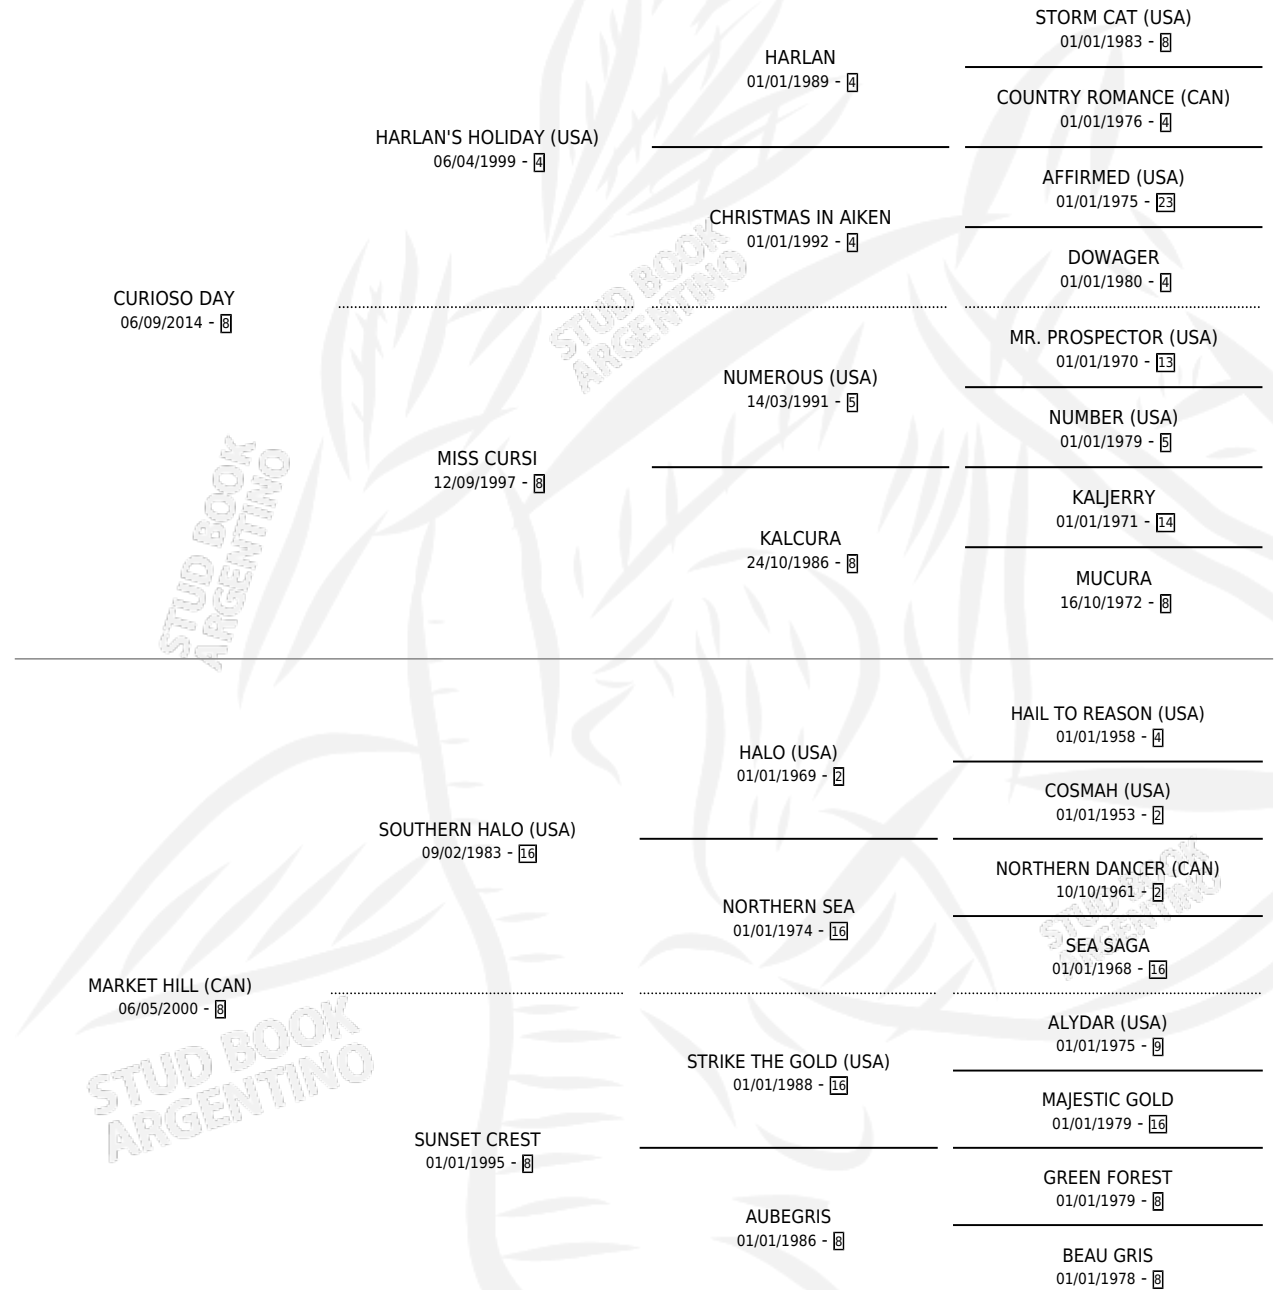 STORM CAT (USA)
01/01/1983 - 8
HARLAN
01/01/1989 - 4
COUNTRY ROMANCE (CAN)
01/01/1976 - 4
HARLAN'S HOLIDAY (USA)
06/04/1999 - 4
AFFIRMED (USA)
01/01/1975 - 23
CHRISTMAS IN AIKEN
01/01/1992 - 4
DOWAGER
01/01/1980 - 4
CURIOSO DAY
06/09/2014 - 8
STUD BOOK
ARGENTINO
MR. PROSPECTOR (USA)
01/01/1970 - 13
NUMEROUS (USA)
14/03/1991 - 5
NUMBER (USA)
01/01/1979 - 5
MISS CURSI
12/09/1997 - 8
KALJERRY
01/01/1971 - 14
KALCURA
24/10/1986 - 8
MUCURA
16/10/1972 - 8
STUD BOOK
ARGENTINO
HAIL TO REASON (USA)
01/01/1958 - 4
HALO (USA)
01/01/1969 - 2
COSMAH (USA)
01/01/1953 - 2
SOUTHERN HALO (USA)
09/02/1983 - 16
NORTHERN DANCER (CAN)
10/10/1961 - 2
NORTHERN SEA
01/01/1974 - 16
STUD BOOK
ARGENTINO
SEA SAGA
01/01/1968 - 16
MARKET HILL (CAN)
06/05/2000 - 8
STUD BOOK
ARGENTINO
ALYDAR (USA)
01/01/1975 - 9
STRIKE THE GOLD (USA)
01/01/1988 - 16
MAJESTIC GOLD
01/01/1979 - 16
SUNSET CREST
01/01/1995 - 8
GREEN FOREST
01/01/1979 - 8
AUBEGRIS
01/01/1986 - 8
BEAU GRIS
01/01/1978 - 8